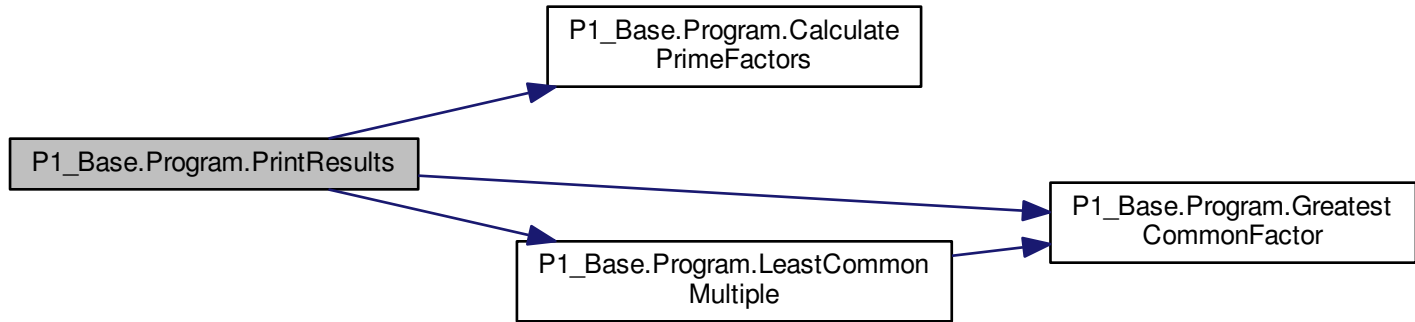 P1_Base.Program.Calculate
PrimeFactors
P1_Base.Program.PrintResults
P1_Base.Program.Greatest
CommonFactor
P1_Base.Program.LeastCommon
Multiple